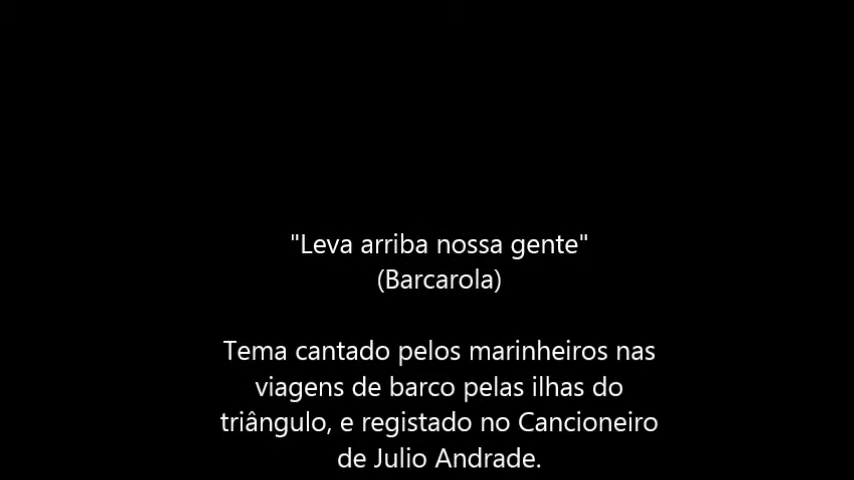 "Leva arriba nossa gente"
(Barcarola)
Tema cantado pelos marinheiros nas
viagens de barco pelas ilhas do
triângulo, e registado no Cancioneiro
de Julio Andrade.